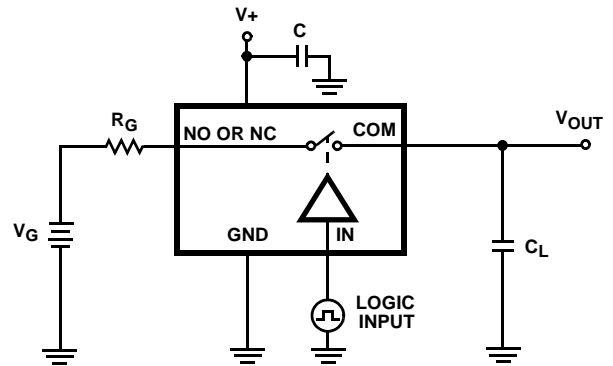 V+
C
RG
NO OR NC
COM
VOUT
VG
GND
IN
CL
LOGIC
INPUT